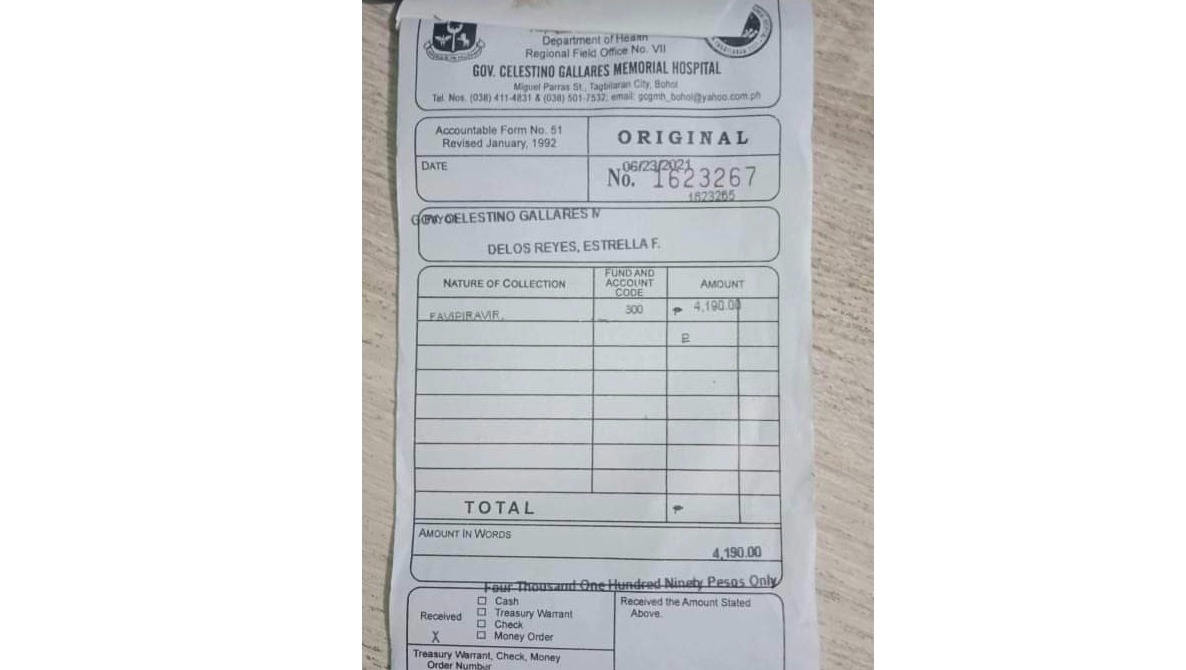 Department of Health
Regional Field Office No. VII
GOV. CELESTINO GALLARES MEMORIAL HOSPITAL
Miguel Parras St., Tagbilaran City, Bohol
Tel. Nos. (038) 411-4831 & (038) 501-7532; email: gcgmh_bohol@yahoo.com.ph
Accountable Form No. 51
Revised January, 1992
ORIGINAL
DATE
06/23/2021
No. 1623267
1623265
CELESTINO GALLARES
DELOS REYES, ESTRELLA F.
NATURE OF COLLECTION
FUND AND ACCOUNT CODE
AMOUNT
FAVIPIRAVIR.
300
₱ 4,190.00
TOTAL
₱
AMOUNT IN WORDS
4,190.00
Four Thousand One Hundred Ninety Pesos Only
Received
X
☐ Cash
☐ Treasury Warrant
☐ Check
☐ Money Order
Received the Amount Stated
Above.
Treasury Warrant, Check, Money
Order Number